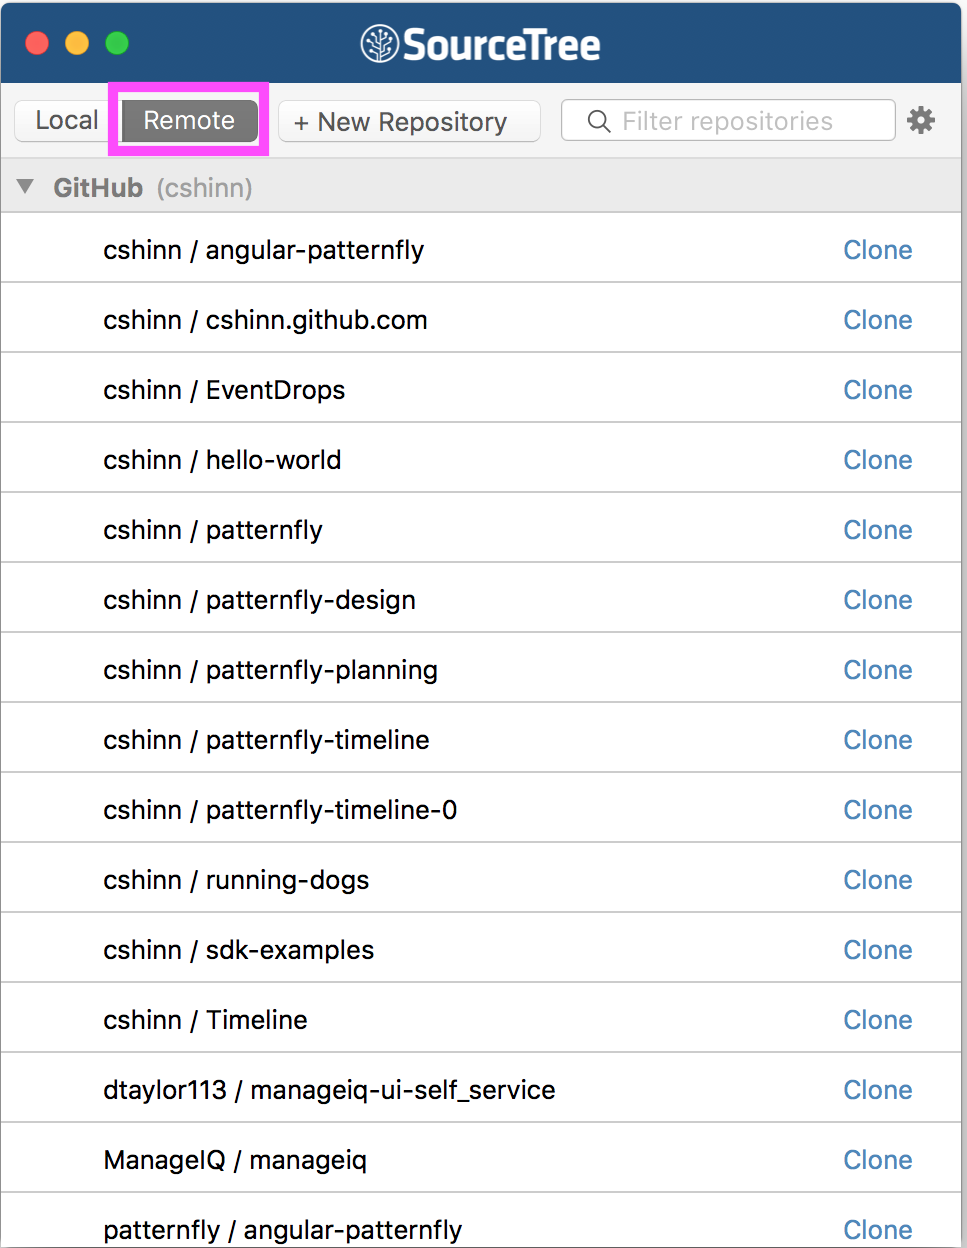 SourceTree
Local Remote + New Repository Filter repositories
GitHub (cshinn)
cshinn / angular-patternfly Clone
cshinn / cshinn.github.com Clone
cshinn / EventDrops Clone
cshinn / hello-world Clone
cshinn / patternfly Clone
cshinn / patternfly-design Clone
cshinn / patternfly-planning Clone
cshinn / patternfly-timeline Clone
cshinn / patternfly-timeline-0 Clone
cshinn / running-dogs Clone
cshinn / sdk-examples Clone
cshinn / Timeline Clone
dtaylor113 / manageiq-ui-self_service Clone
ManageIQ / manageiq Clone
patternfly / angular-patternfly Clone